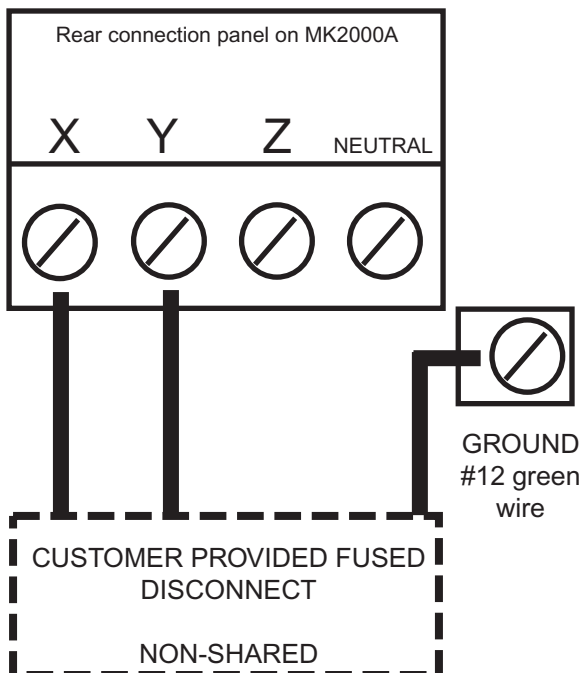 Rear connection panel on MK2000A
X Y Z NEUTRAL
GROUND
#12 green
wire
CUSTOMER PROVIDED FUSED
DISCONNECT
NON-SHARED